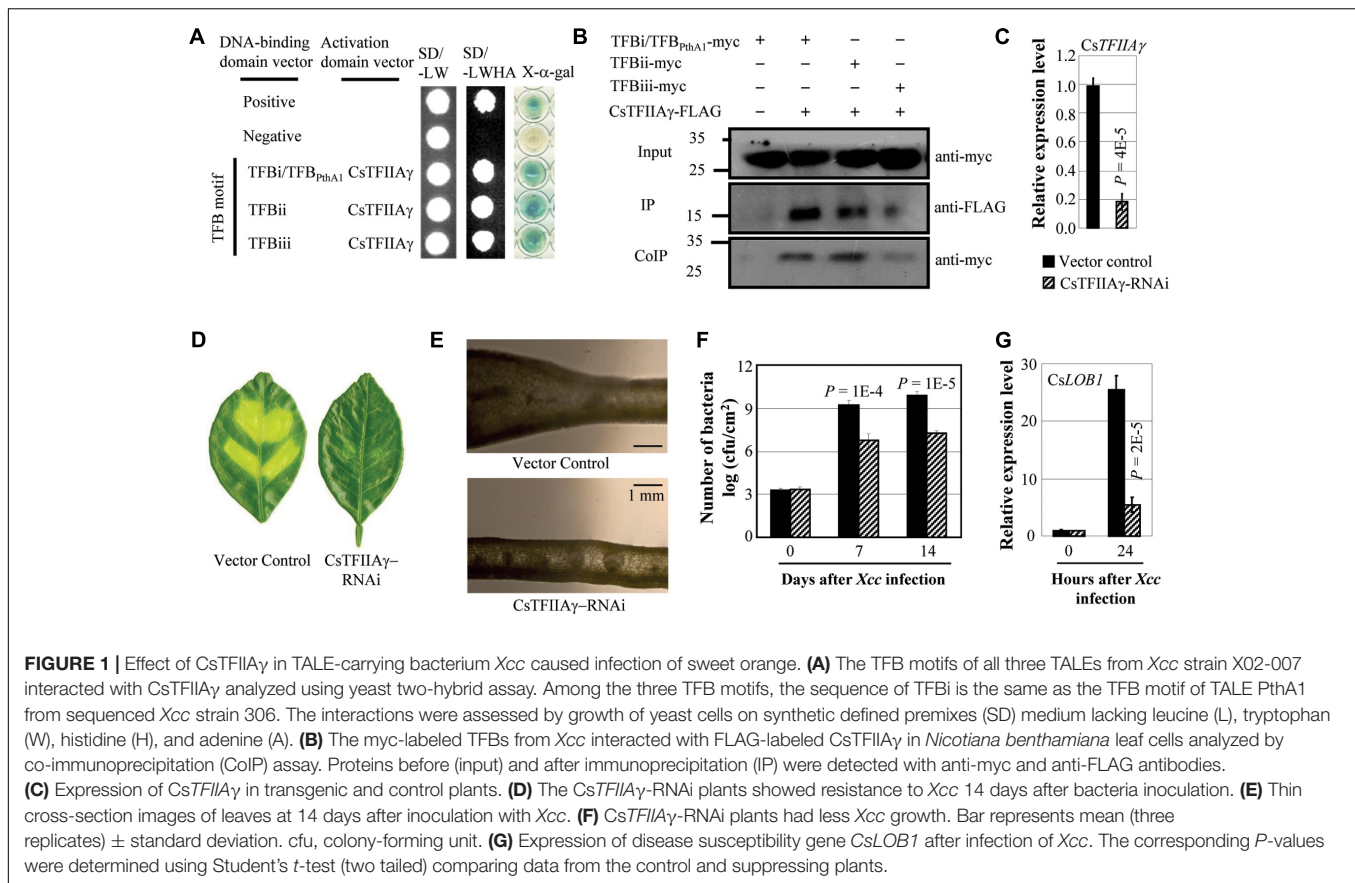 A
DNA-binding domain vector
Activation domain vector
SD/ -LW
SD/ -LWHA
X-α-gal
Positive
Negative
TFB motif
TFBi/TFBPthA1 CsTFIIAγ
TFBii CsTFIIAγ
TFBiii CsTFIIAγ
B
TFBi/TFBPthA1-myc + + − −
TFBii-myc − − + −
TFBiii-myc − − − +
CsTFIIAγ-FLAG − + + +
Input 35 25 anti-myc
IP 15 anti-FLAG
CoIP 35 25 anti-myc
C
CsTFIIAγ
Relative expression level
1.2
1.0
0.8
0.6
0.4
0.2
0.0
P = 4E-5
Vector control
CsTFIIAγ-RNAi
D
Vector Control
CsTFIIAγ–
RNAi
E
Vector Control
1 mm
CsTFIIAγ–RNAi
F
Number of bacteria
log (cfu/cm²)
12
9
6
3
0
P = 1E-4
P = 1E-5
0 7 14
Days after Xcc infection
G
Relative expression level
CsLOB1
30
20
10
0
P = 2E-5
0 24
Hours after Xcc
infection
FIGURE 1 | Effect of CsTFIIAγ in TALE-carrying bacterium Xcc caused infection of sweet orange. (A) The TFB motifs of all three TALEs from Xcc strain X02-007
interacted with CsTFIIAγ analyzed using yeast two-hybrid assay. Among the three TFB motifs, the sequence of TFBi is the same as the TFB motif of TALE PthA1
from sequenced Xcc strain 306. The interactions were assessed by growth of yeast cells on synthetic defined premixes (SD) medium lacking leucine (L), tryptophan
(W), histidine (H), and adenine (A). (B) The myc-labeled TFBs from Xcc interacted with FLAG-labeled CsTFIIAγ in Nicotiana benthamiana leaf cells analyzed by
co-immunoprecipitation (CoIP) assay. Proteins before (input) and after immunoprecipitation (IP) were detected with anti-myc and anti-FLAG antibodies.
(C) Expression of CsTFIIAγ in transgenic and control plants. (D) The CsTFIIAγ-RNAi plants showed resistance to Xcc 14 days after bacteria inoculation. (E) Thin
cross-section images of leaves at 14 days after inoculation with Xcc. (F) CsTFIIAγ-RNAi plants had less Xcc growth. Bar represents mean (three
replicates) ± standard deviation. cfu, colony-forming unit. (G) Expression of disease susceptibility gene CsLOB1 after infection of Xcc. The corresponding P-values
were determined using Student's t-test (two tailed) comparing data from the control and suppressing plants.